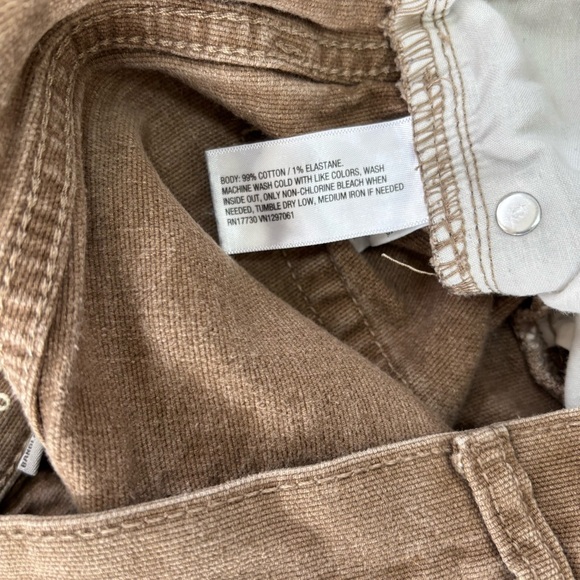 BODY: 99% COTTON / 1% ELASTANE.
MACHINE WASH COLD WITH LIKE COLORS, WASH
INSIDE OUT, ONLY NON-CHLORINE BLEACH WHEN
NEEDED, TUMBLE DRY LOW, MEDIUM IRON IF NEEDED
RN17730 VN1297061